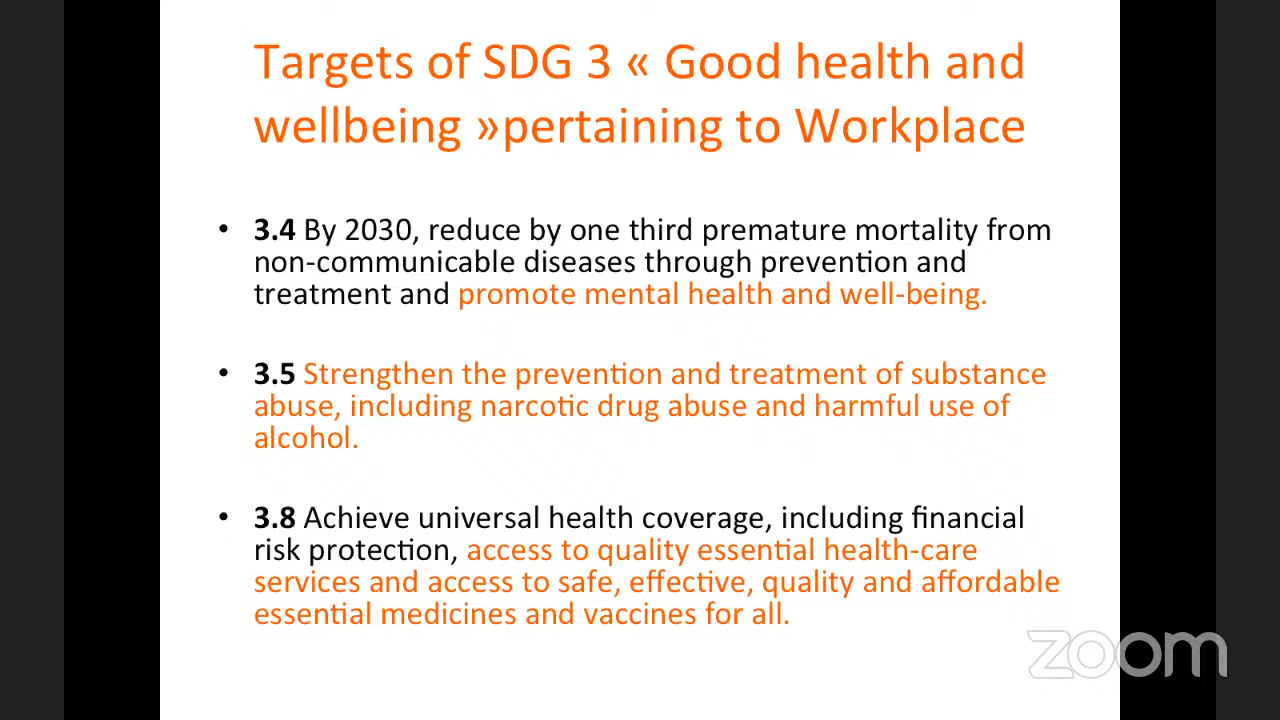 Targets of SDG 3 « Good health and
wellbeing »pertaining to Workplace
• 3.4 By 2030, reduce by one third premature mortality from
non-communicable diseases through prevention and
treatment and promote mental health and well-being.
• 3.5 Strengthen the prevention and treatment of substance
abuse, including narcotic drug abuse and harmful use of
alcohol.
• 3.8 Achieve universal health coverage, including financial
risk protection, access to quality essential health-care
services and access to safe, effective, quality and affordable
essential medicines and vaccines for all.
zoom